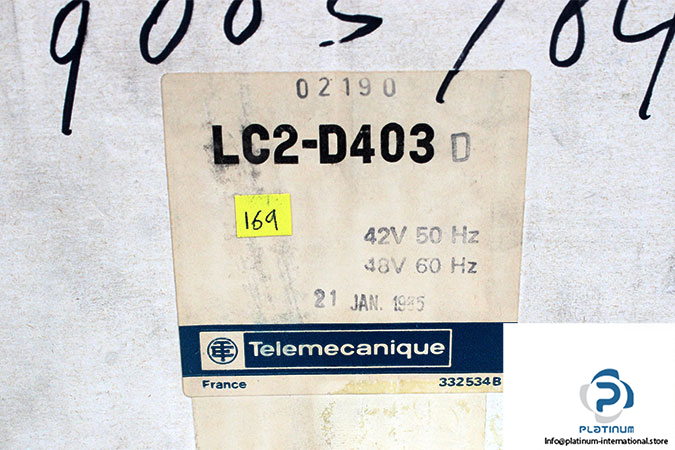 02190
LC2-D403 D
169
42V 50 Hz
48V 60 Hz
21 JAN. 1985
Telemecanique
France
332534B
PLATINUM
Info@platinum-international.store